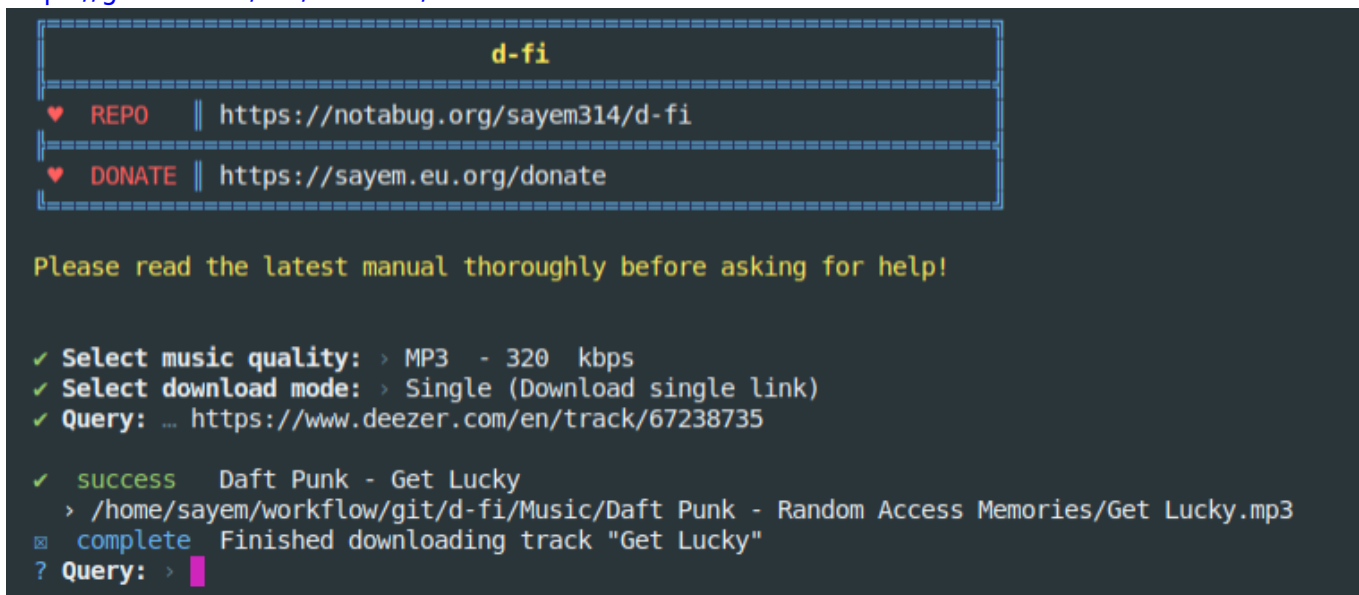 d-fi
♥ REPO ║ https://notabug.org/sayem314/d-fi
♥ DONATE ║ https://sayem.eu.org/donate
Please read the latest manual thoroughly before asking for help!
✔ Select music quality: › MP3 - 320 kbps
✔ Select download mode: › Single (Download single link)
✔ Query: … https://www.deezer.com/en/track/67238735
✔ success Daft Punk - Get Lucky
› /home/sayem/workflow/git/d-fi/Music/Daft Punk - Random Access Memories/Get Lucky.mp3
☒ complete Finished downloading track "Get Lucky"
? Query: ›